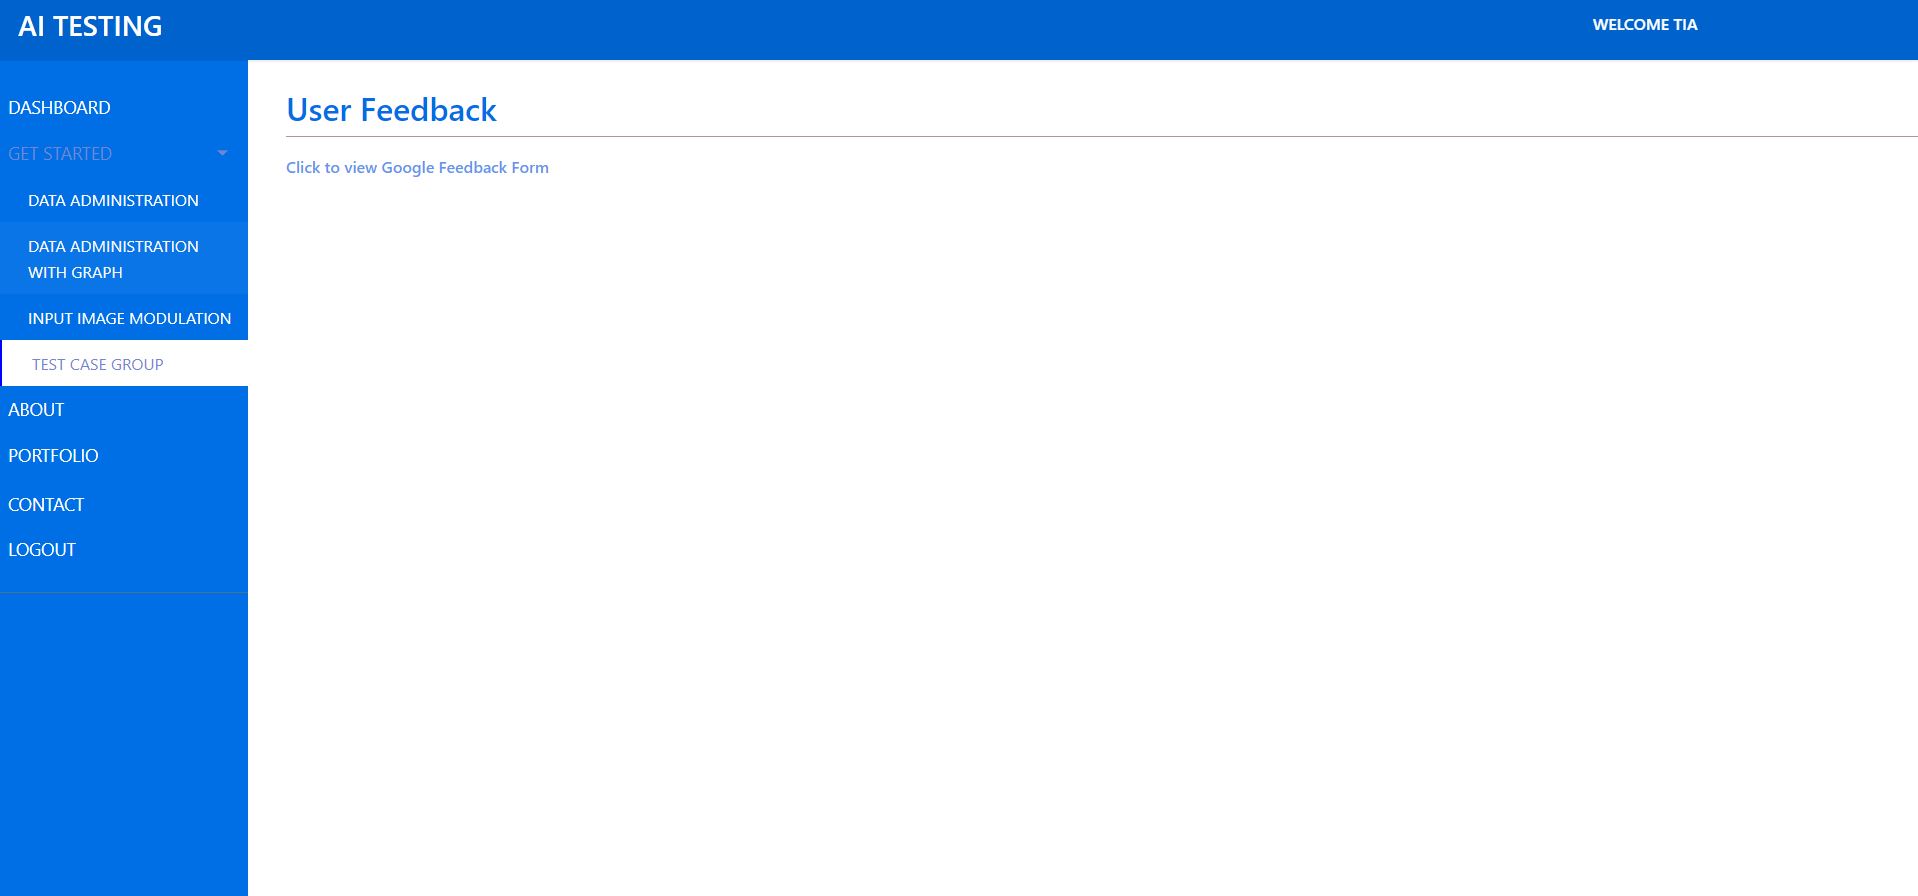 AI TESTING
WELCOME TIA
DASHBOARD
GET STARTED
DATA ADMINISTRATION
DATA ADMINISTRATION
WITH GRAPH
INPUT IMAGE MODULATION
TEST CASE GROUP
ABOUT
PORTFOLIO
CONTACT
LOGOUT
User Feedback
Click to view Google Feedback Form